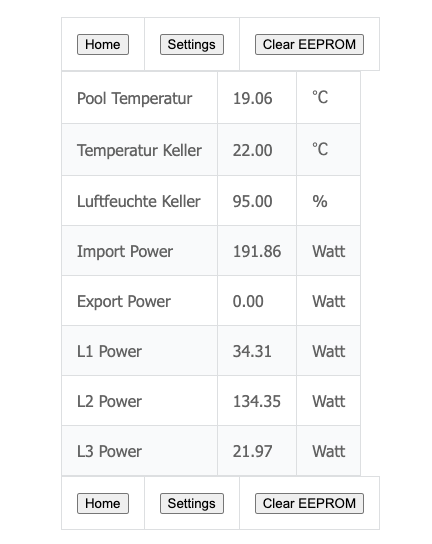 Home Settings Clear EEPROM
Pool Temperatur 19.06 °C
Temperatur Keller 22.00 °C
Luftfeuchte Keller 95.00 %
Import Power 191.86 Watt
Export Power 0.00 Watt
L1 Power 34.31 Watt
L2 Power 134.35 Watt
L3 Power 21.97 Watt
Home Settings Clear EEPROM